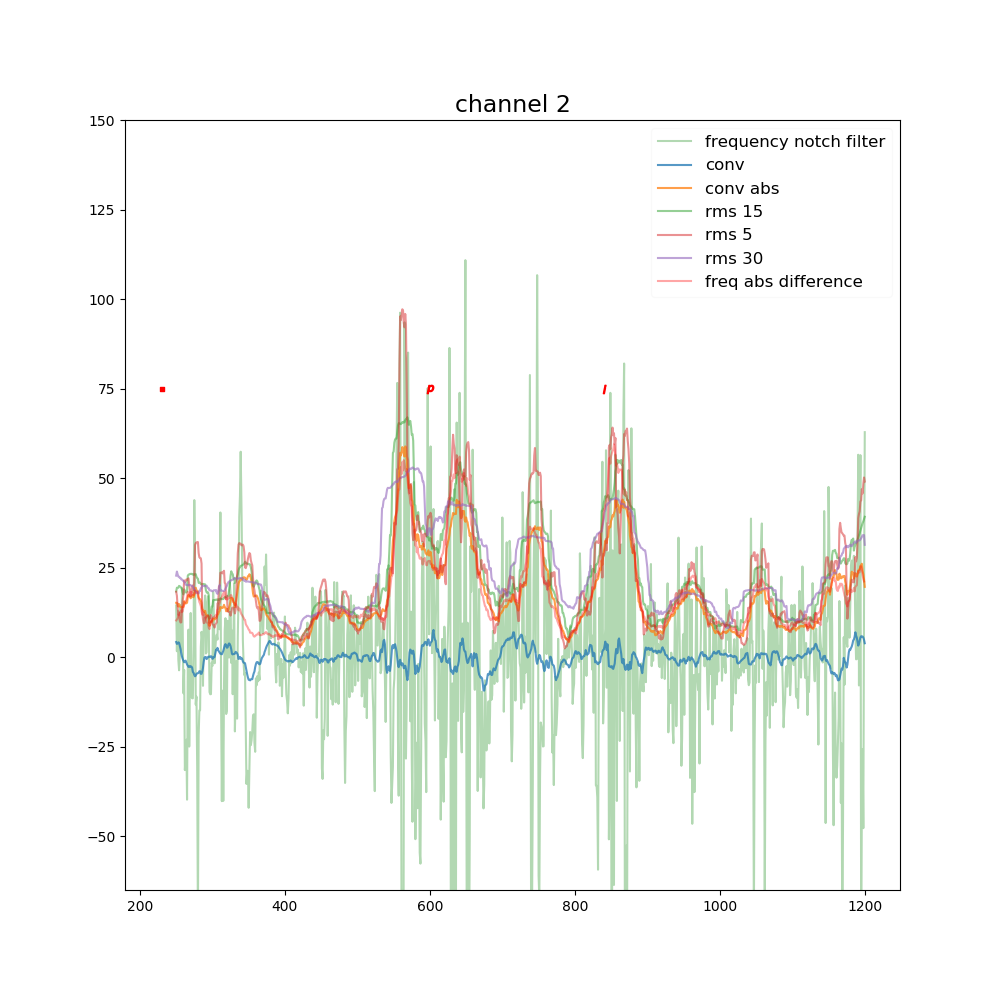 channel 2
150
125
100
75
50
25
0
−25
−50
200
400
600
800
1000
1200
frequency notch filter
conv
conv abs
rms 15
rms 5
rms 30
freq abs difference
p
l